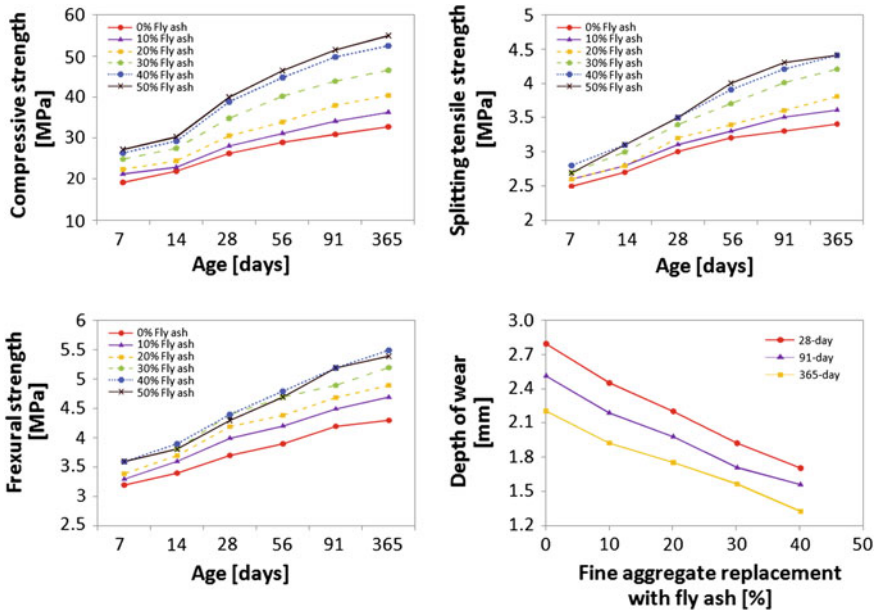 Compressive strength
[MPa]
60
50
40
30
20
10
0% Fly ash
10% Fly ash
20% Fly ash
30% Fly ash
40% Fly ash
50% Fly ash
7 14 28 56 91 365
Age [days]
Splitting tensile strength
[MPa]
5
4.5
4
3.5
3
2.5
2
0% Fly ash
10% Fly ash
20% Fly ash
30% Fly ash
40% Fly ash
50% Fly ash
7 14 28 56 91 365
Age [days]
Frexural strength
[MPa]
6
5.5
5
4.5
4
3.5
3
2.5
0% Fly ash
10% Fly ash
20% Fly ash
30% Fly ash
40% Fly ash
50% Fly ash
7 14 28 56 91 365
Age [days]
Depth of wear
[mm]
3.0
2.7
2.4
2.1
1.8
1.5
1.2
28-day
91-day
365-day
0 10 20 30 40 50
Fine aggregate replacement
with fly ash [%]